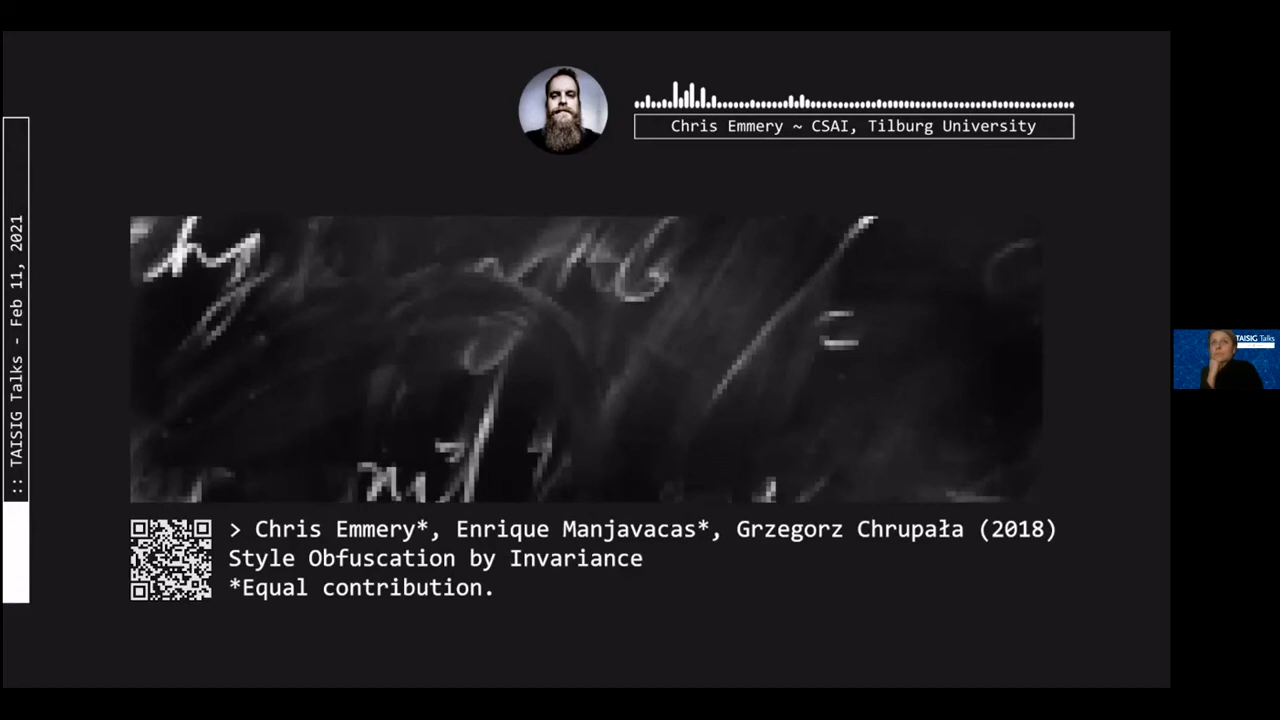 Chris Emmery ~ CSAI, Tilburg University
:: TAISIG Talks - Feb 11, 2021
> Chris Emmery*, Enrique Manjavacas*, Grzegorz Chrupała (2018)
Style Obfuscation by Invariance
*Equal contribution.
TAISIG Talks